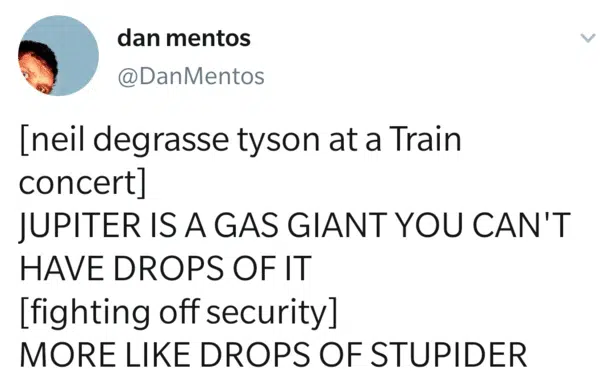 dan mentos
@DanMentos
[neil degrasse tyson at a Train
concert]
JUPITER IS A GAS GIANT YOU CAN'T
HAVE DROPS OF IT
[fighting off security]
MORE LIKE DROPS OF STUPIDER